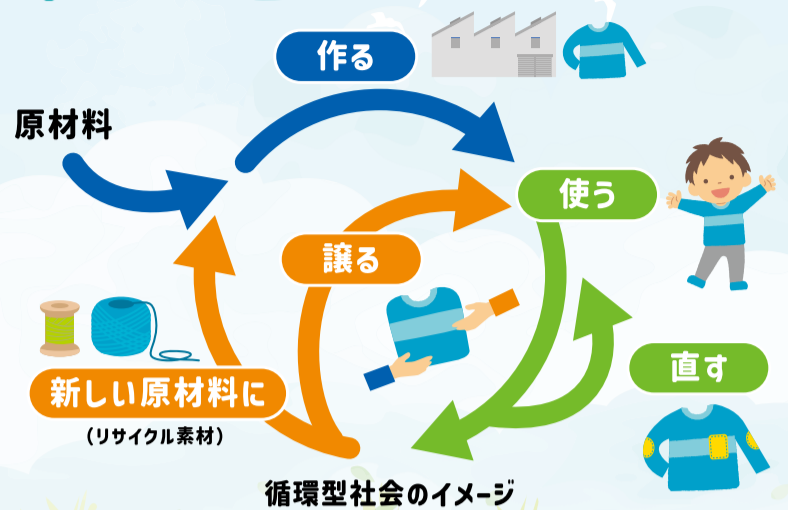 作る
原材料
使う
譲る
直す
新しい原材料に
(リサイクル素材)
循環型社会のイメージ